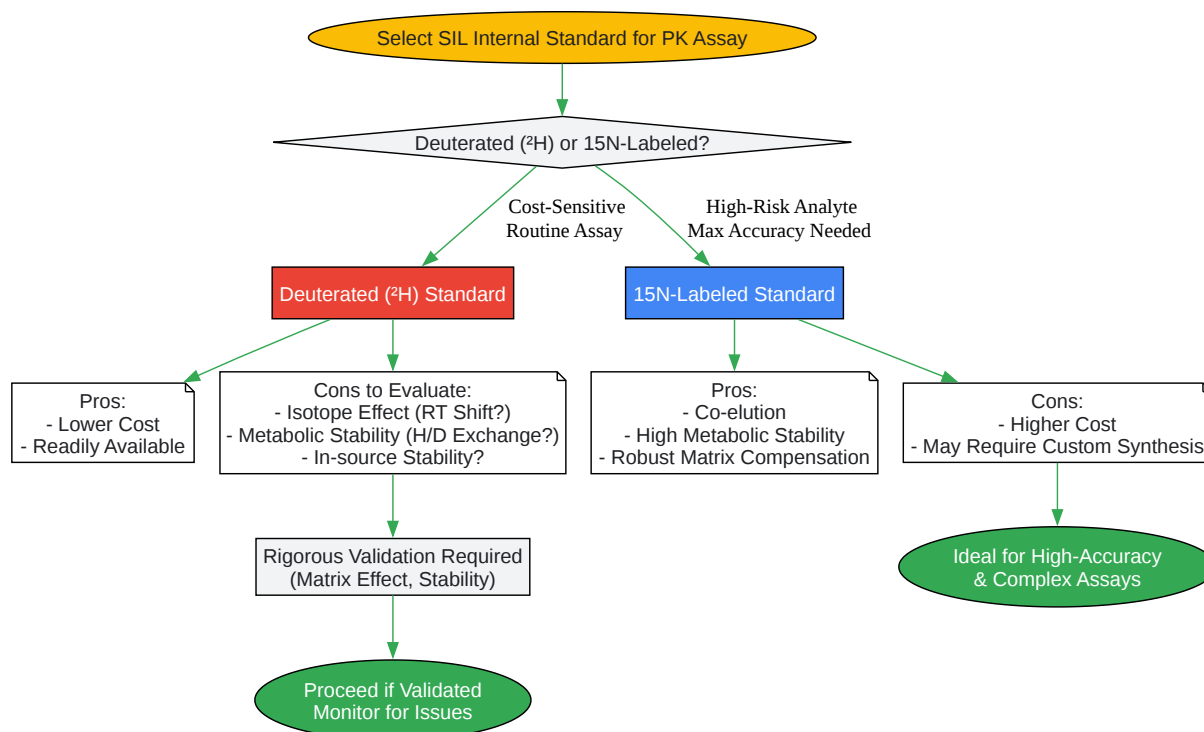 Select SIL Internal Standard for PK Assay
Deuterated (²H) or 15N-Labeled?
Cost-Sensitive
Routine Assay
High-Risk Analyte
Max Accuracy Needed
Deuterated (²H) Standard
15N-Labeled Standard
Pros:
- Lower Cost
- Readily Available
Cons to Evaluate:
- Isotope Effect (RT Shift?)
- Metabolic Stability (H/D Exchange?)
- In-source Stability?
Pros:
- Co-elution
- High Metabolic Stability
- Robust Matrix Compensation
Cons:
- Higher Cost
- May Require Custom Synthesis
Rigorous Validation Required
(Matrix Effect, Stability)
Ideal for High-Accuracy
& Complex Assays
Proceed if Validated
Monitor for Issues